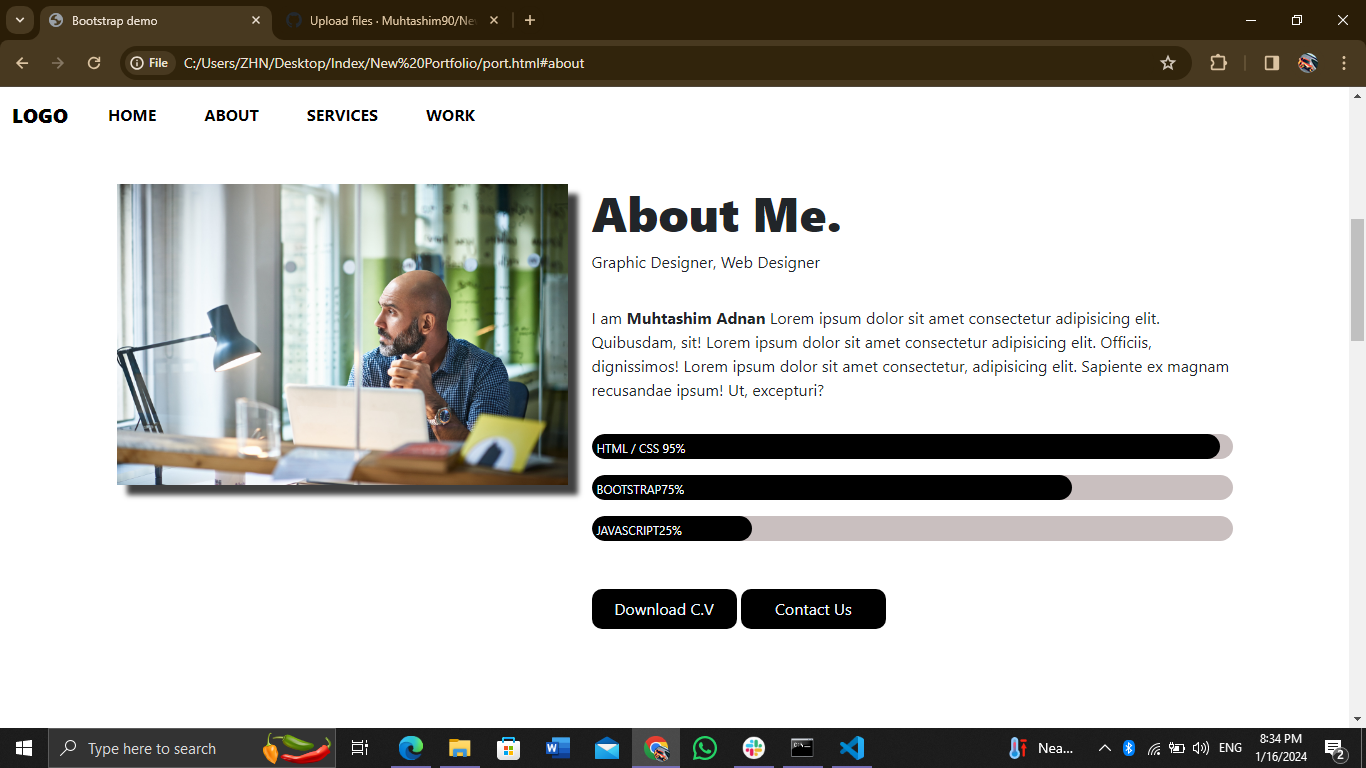 Bootstrap demo
Upload files · Muhtashim90/Ne
File
C:/Users/ZHN/Desktop/Index/New%20Portfolio/port.html#about
LOGO HOME ABOUT SERVICES WORK
About Me.
Graphic Designer, Web Designer
I am Muhtashim Adnan Lorem ipsum dolor sit amet consectetur adipisicing elit.
Quibusdam, sit! Lorem ipsum dolor sit amet consectetur adipisicing elit. Officiis,
dignissimos! Lorem ipsum dolor sit amet consectetur, adipisicing elit. Sapiente ex magnam
recusandae ipsum! Ut, excepturi?
HTML / CSS 95%
BOOTSTRAP75%
JAVASCRIPT25%
Download C.V Contact Us
Type here to search
Nea...
ENG
8:34 PM
1/16/2024
2